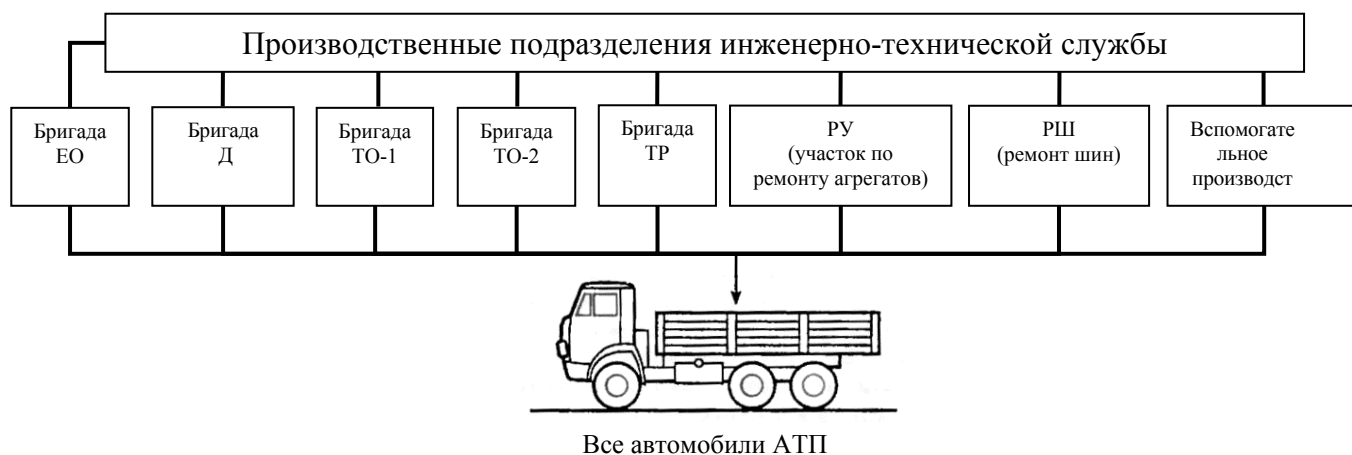 Производственные подразделения инженерно-технической службы
Бригада
ЕО
Бригада
Д
Бригада
ТО-1
Бригада
ТО-2
Бригада
ТР
РУ
(участок по
ремонту агрегатов)
РШ
(ремонт шин)
Вспомогате
льное
производст
Все автомобили АТП